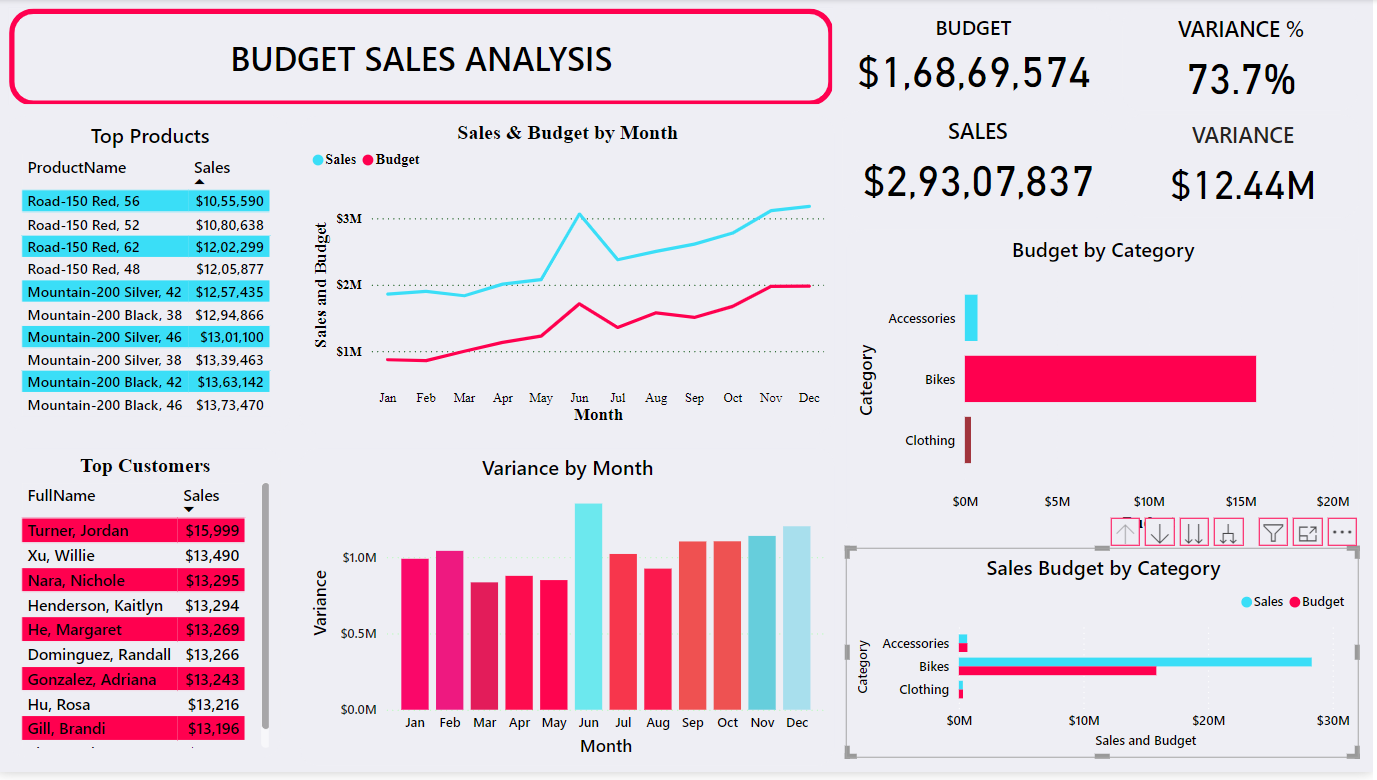 BUDGET SALES ANALYSIS
BUDGET
$1,68,69,574
VARIANCE %
73.7%
SALES
$2,93,07,837
VARIANCE
$12.44M
Top Products
ProductName Sales
Road-150 Red, 56 $10,55,590
Road-150 Red, 52 $10,80,638
Road-150 Red, 62 $12,02,299
Road-150 Red, 48 $12,05,877
Mountain-200 Silver, 42 $12,57,435
Mountain-200 Black, 38 $12,94,866
Mountain-200 Silver, 46 $13,01,100
Mountain-200 Silver, 38 $13,39,463
Mountain-200 Black, 42 $13,63,142
Mountain-200 Black, 46 $13,73,470
Sales & Budget by Month
Sales Budget
Sales and Budget
$3M
$2M
$1M
Jan Feb Mar Apr May Jun Jul Aug Sep Oct Nov Dec
Month
Budget by Category
Category
Accessories
Bikes
Clothing
$0M $5M $10M $15M $20M
Top Customers
FullName Sales
Turner, Jordan $15,999
Xu, Willie $13,490
Nara, Nichole $13,295
Henderson, Kaitlyn $13,294
He, Margaret $13,269
Dominguez, Randall $13,266
Gonzalez, Adriana $13,243
Hu, Rosa $13,216
Gill, Brandi $13,196
Variance by Month
Variance
$1.0M
$0.5M
$0.0M
Jan Feb Mar Apr May Jun Jul Aug Sep Oct Nov Dec
Month
Sales Budget by Category
Sales Budget
Category
Accessories
Bikes
Clothing
$0M $10M $20M $30M
Sales and Budget